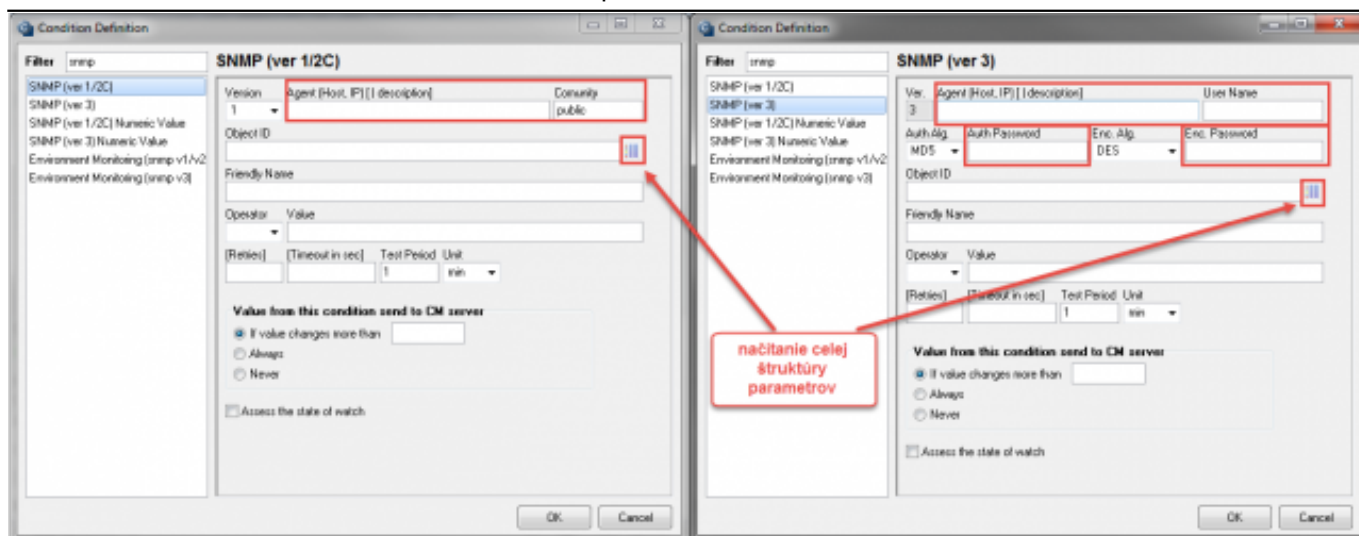 Condition Definition
Filter snmp
SNMP (ver 1/2C)
SNMP (ver 3)
SNMP (ver 1/2C) Numeric Value
SNMP (ver 3) Numeric Value
Environment Monitoring (snmp v1/v2
Environment Monitoring (snmp v3)
SNMP (ver 1/2C)
Version Agent (Host, IP) [ | description] Comunity
1 public
Object ID
Friendly Name
Operator Value
[Retries] [Timeout in sec] Test Period Unit
1 min
Value from this condition send to CM server
If value changes more than
Always
Never
Assess the state of watch
OK Cancel
Condition Definition
Filter snmp
SNMP (ver 1/2C)
SNMP (ver 3)
SNMP (ver 1/2C) Numeric Value
SNMP (ver 3) Numeric Value
Environment Monitoring (snmp v1/v2
Environment Monitoring (snmp v3)
SNMP (ver 3)
Ver. Agent (Host, IP) [ | description] User Name
3
Auth Alg. Auth Password Enc. Alg. Enc. Password
MD5 DES
Object ID
Friendly Name
Operator Value
[Retries] [Timeout in sec] Test Period Unit
1 min
Value from this condition send to CM server
If value changes more than
Always
Never
Assess the state of watch
OK Cancel
načítanie celej
štruktúry
parametrov